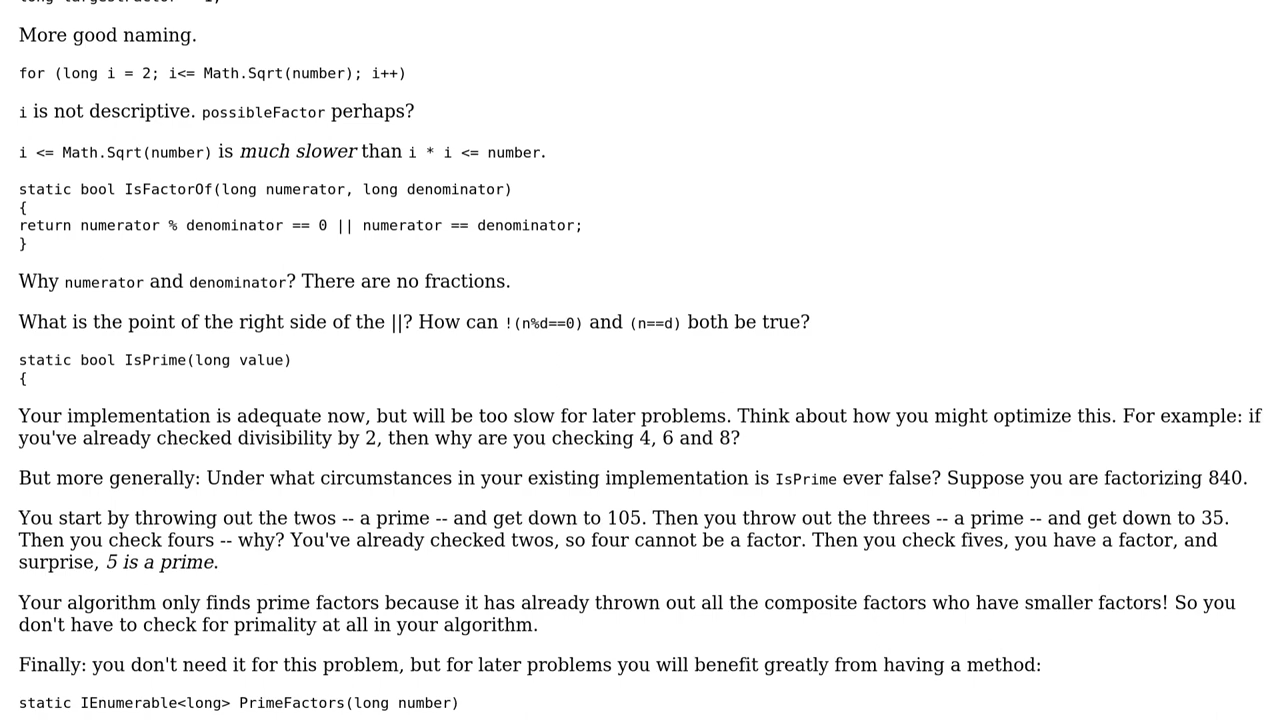 More good naming.
for (long i = 2; i<= Math.Sqrt(number); i++)
i is not descriptive. possibleFactor perhaps?
i <= Math.Sqrt(number) is much slower than i * i <= number.
static bool IsFactorOf(long numerator, long denominator)
{
return numerator % denominator == 0 || numerator == denominator;
}
Why numerator and denominator? There are no fractions.
What is the point of the right side of the ||? How can !(n%d==0) and (n==d) both be true?
static bool IsPrime(long value)
{
Your implementation is adequate now, but will be too slow for later problems. Think about how you might optimize this. For example: if
you've already checked divisibility by 2, then why are you checking 4, 6 and 8?
But more generally: Under what circumstances in your existing implementation is IsPrime ever false? Suppose you are factorizing 840.
You start by throwing out the twos -- a prime -- and get down to 105. Then you throw out the threes -- a prime -- and get down to 35.
Then you check fours -- why? You've already checked twos, so four cannot be a factor. Then you check fives, you have a factor, and
surprise, 5 is a prime.
Your algorithm only finds prime factors because it has already thrown out all the composite factors who have smaller factors! So you
don't have to check for primality at all in your algorithm.
Finally: you don't need it for this problem, but for later problems you will benefit greatly from having a method:
static IEnumerable<long> PrimeFactors(long number)